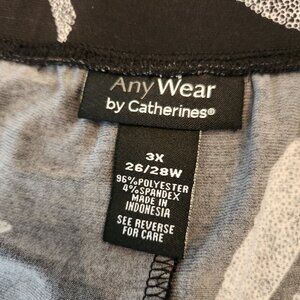 AnyWear
by Catherines®
3X
26/28W
96%POLYESTER
4%SPANDEX
MADE IN
INDONESIA
SEE REVERSE
FOR CARE